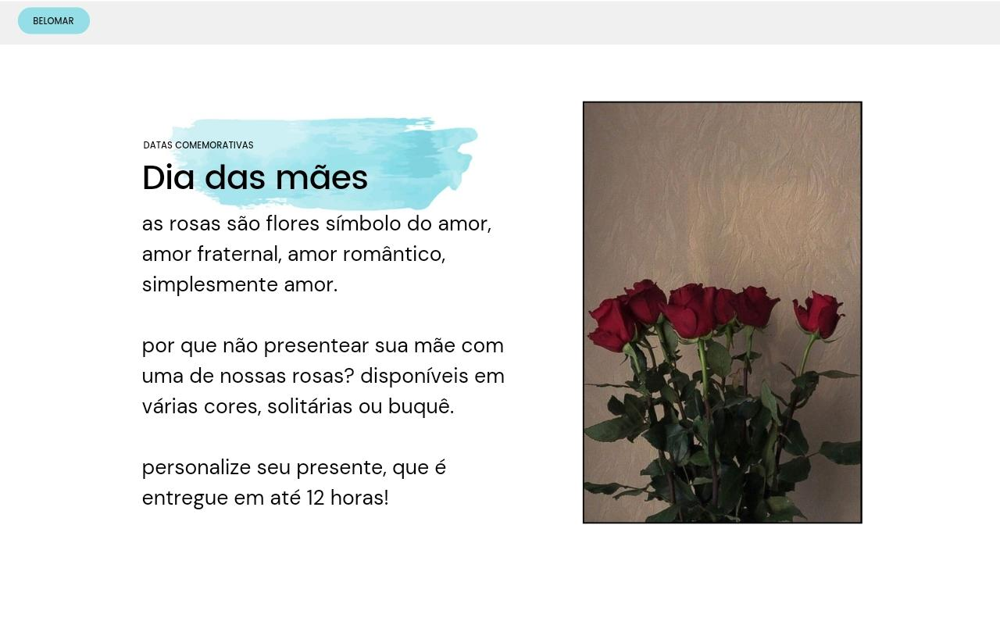 BELOMAR
DATAS COMEMORATIVAS
Dia das mães
as rosas são flores símbolo do amor,
amor fraternal, amor romântico,
simplesmente amor.
por que não presentear sua mãe com
uma de nossas rosas? disponíveis em
várias cores, solitárias ou buquê.
personalize seu presente, que é
entregue em até 12 horas!